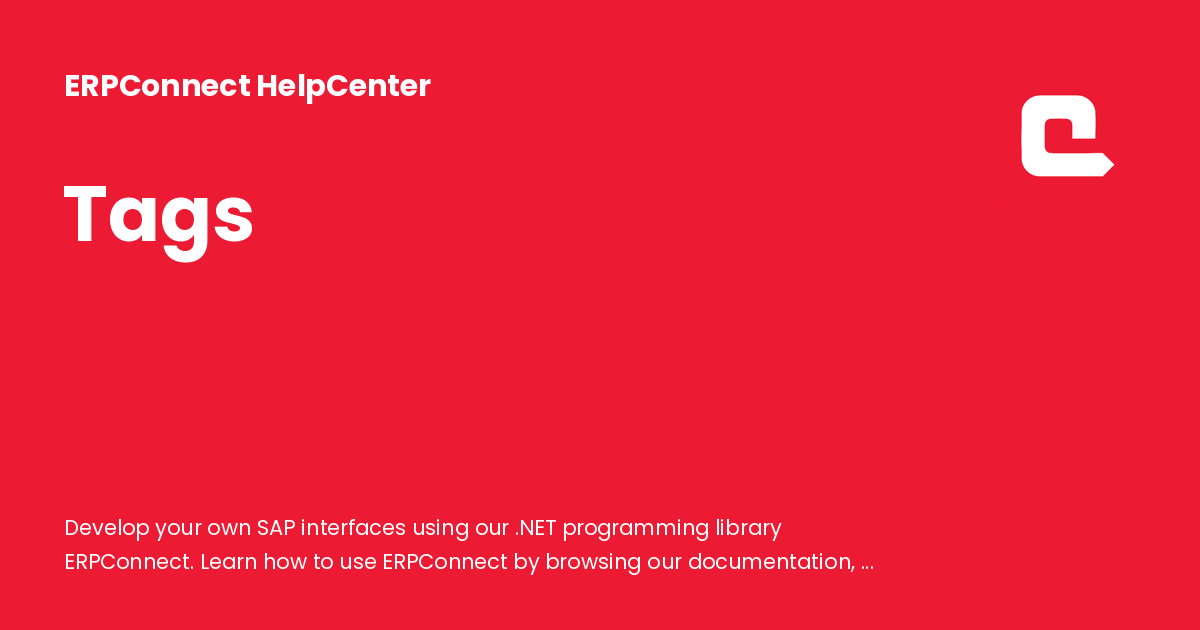 ERPConnect HelpCenter
Tags
Develop your own SAP interfaces using our .NET programming library
ERPConnect. Learn how to use ERPConnect by browsing our documentation, ...